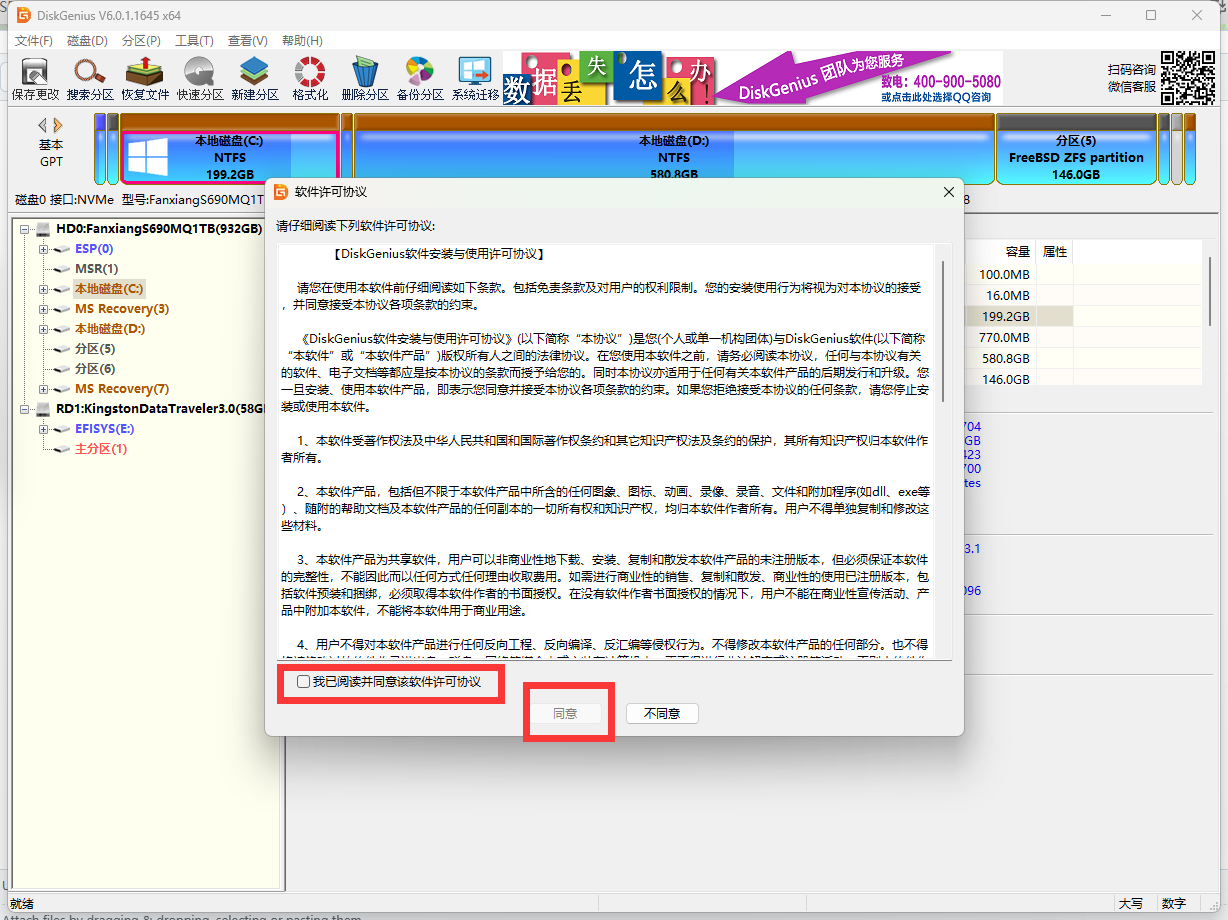 DiskGenius V6.0.1.1645 x64
文件(F) 磁盘(D) 分区(P) 工具(T) 查看(V) 帮助(H)
保存更改 搜索分区 恢复文件 快速分区 新建分区 格式化 删除分区 备份分区 系统迁移
数据丢失怎么办!
DiskGenius 团队为您服务
致电：400-900-5080
或点击此处选择QQ咨询
扫码咨询
微信客服
基本
GPT
本地磁盘(C:)
NTFS
199.2GB
本地磁盘(D:)
NTFS
580.8GB
分区(5)
FreeBSD ZFS partition
146.0GB
磁盘0 接口:NVMe 型号:FanxiangS690MQ1T
8
HD0:FanxiangS690MQ1TB(932GB)
ESP(0)
MSR(1)
本地磁盘(C:)
MS Recovery(3)
本地磁盘(D:)
分区(5)
分区(6)
MS Recovery(7)
RD1:KingstonDataTraveler3.0(58GB
EFISYS(E:)
主分区(1)
软件许可协议
请仔细阅读下列软件许可协议:
【DiskGenius软件安装与使用许可协议】
请您在使用本软件前仔细阅读如下条款。包括免责条款及对用户的权利限制。您的安装使用行为将视为对本协议的接受
，并同意接受本协议各项条款的约束。
《DiskGenius软件安装与使用许可协议》(以下简称“本协议”)是您(个人或单一机构团体)与DiskGenius软件(以下简称
“本软件”或“本软件产品”)版权所有人之间的法律协议。在您使用本软件之前，请务必阅读本协议，任何与本协议有关
的软件、电子文档等都应是按本协议的条款而授予给您的。同时本协议亦适用于任何有关本软件产品的后期发行和升级。您
一旦安装、使用本软件产品，即表示您同意并接受本协议各项条款的约束。如果您拒绝接受本协议的任何条款，请您停止安
装或使用本软件。
1、本软件受著作权法及中华人民共和国和国际著作权条约和其它知识产权法及条约的保护，其所有知识产权归本软件作
者所有。
2、本软件产品，包括但不限于本软件产品中所含的任何图象、图标、动画、录像、录音、文件和附加程序(如dll、exe等
)、随附的帮助文档及本软件产品的任何副本的一切所有权和知识产权，均归本软件作者所有。用户不得单独复制和修改这
些材料。
3、本软件产品为共享软件，用户可以非商业性地下载、安装、复制和散发本软件产品的未注册版本，但必须保证本软件
的完整性，不能因此而以任何方式任何理由收取费用。如需进行商业性的销售、复制和散发、商业性的使用已注册版本，包
括软件预装和捆绑，必须取得本软件作者的书面授权。在没有软件作者书面授权的情况下，用户不能在商业性宣传活动、产
品中附加本软件，不能将本软件用于商业用途。
4、用户不得对本软件产品进行任何反向工程、反向编译、反汇编等侵权行为。不得修改本软件产品的任何部分。也不得
我已阅读并同意该软件许可协议
同意 不同意
容量 属性
100.0MB
16.0MB
199.2GB
770.0MB
580.8GB
146.0GB
704
GB
423
700
tes
3.1
096
就绪
大写 数字
Attach files by dragging & dropping, selecting or pasting them.